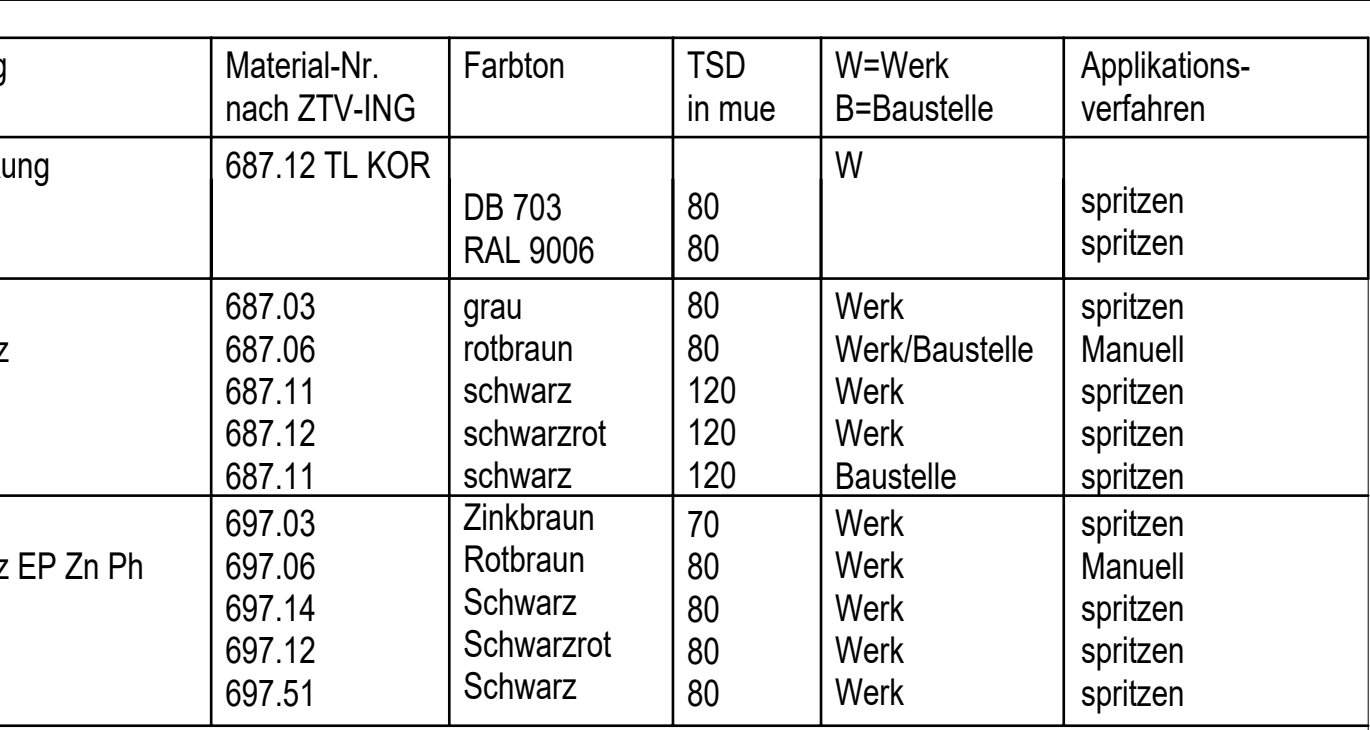 g Material-Nr. Farbton TSD W=Werk Applikations-
nach ZTV-ING in mue B=Baustelle verfahren
ung 687.12 TL KOR W
DB 703 80 spritzen
RAL 9006 80 spritzen
687.03 grau 80 Werk spritzen
z 687.06 rotbraun 80 Werk/Baustelle Manuell
687.11 schwarz 120 Werk spritzen
687.12 schwarzrot 120 Werk spritzen
687.11 schwarz 120 Baustelle spritzen
697.03 Zinkbraun 70 Werk spritzen
z EP Zn Ph 697.06 Rotbraun 80 Werk Manuell
697.14 Schwarz 80 Werk spritzen
697.12 Schwarzrot 80 Werk spritzen
697.51 Schwarz 80 Werk spritzen